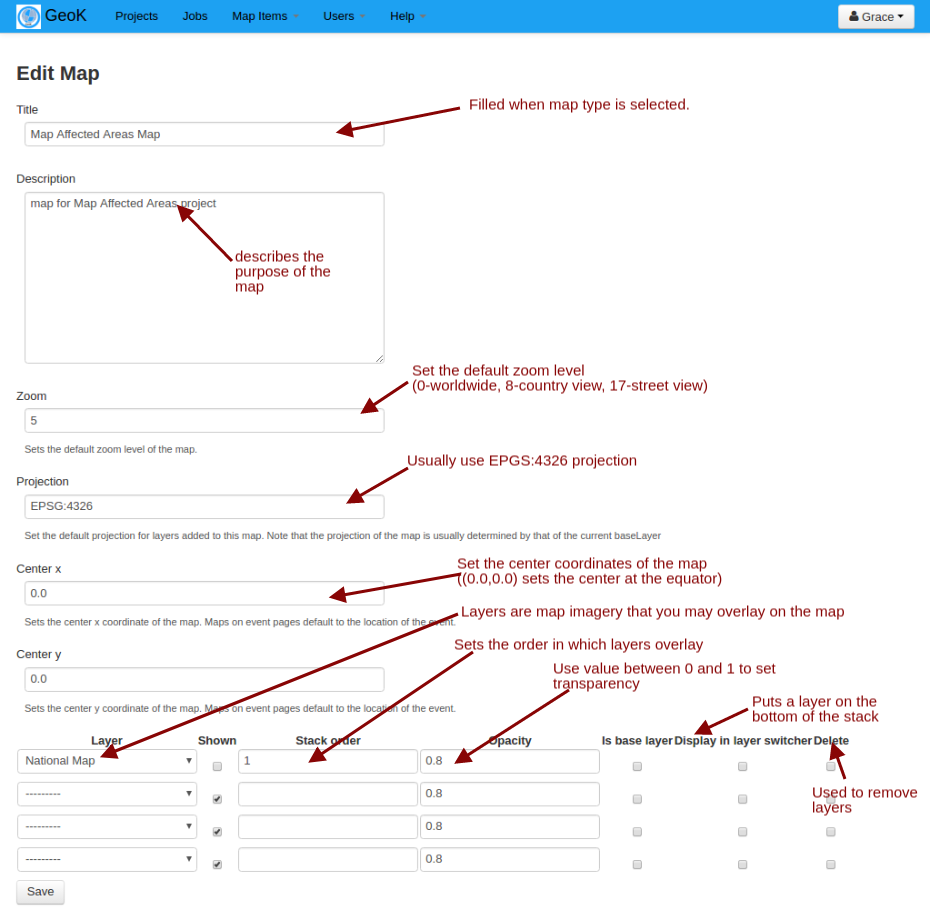 GeoK Projects Jobs Map Items Users Help Grace
Edit Map
Title
Filled when map type is selected.
Map Affected Areas Map
Description
map for Map Affected Areas project
describes the
purpose of the
map
Set the default zoom level
(0-worldwide, 8-country view, 17-street view)
Zoom
5
Sets the default zoom level of the map.
Usually use EPGS:4326 projection
Projection
EPSG:4326
Set the default projection for layers added to this map. Note that the projection of the map is usually determined by that of the current baseLayer
Set the center coordinates of the map
((0.0,0.0) sets the center at the equator)
Center x
0.0
Layers are map imagery that you may overlay on the map
Sets the center x coordinate of the map. Maps on event pages default to the location of the event.
Sets the order in which layers overlay
Center y
Use value between 0 and 1 to set
transparency
0.0
Puts a layer on the
bottom of the stack
Sets the center y coordinate of the map. Maps on event pages default to the location of the event.
Layer Shown Stack order Opacity Is base layer Display in layer switcher Delete
National Map 1 0.8
--------- 0.8
Used to remove
layers
--------- 0.8
--------- 0.8
Save